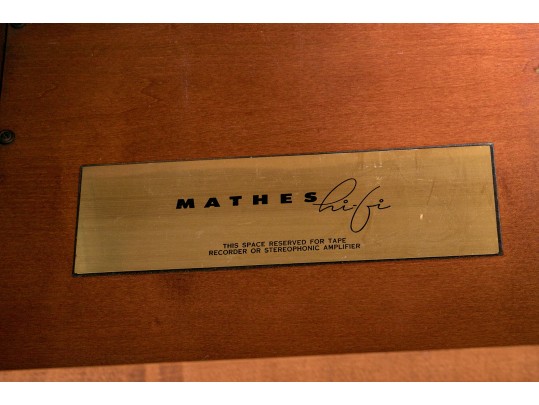 MATHES hi-fi
THIS SPACE RESERVED FOR TAPE
RECORDER OR STEREOPHONIC AMPLIFIER